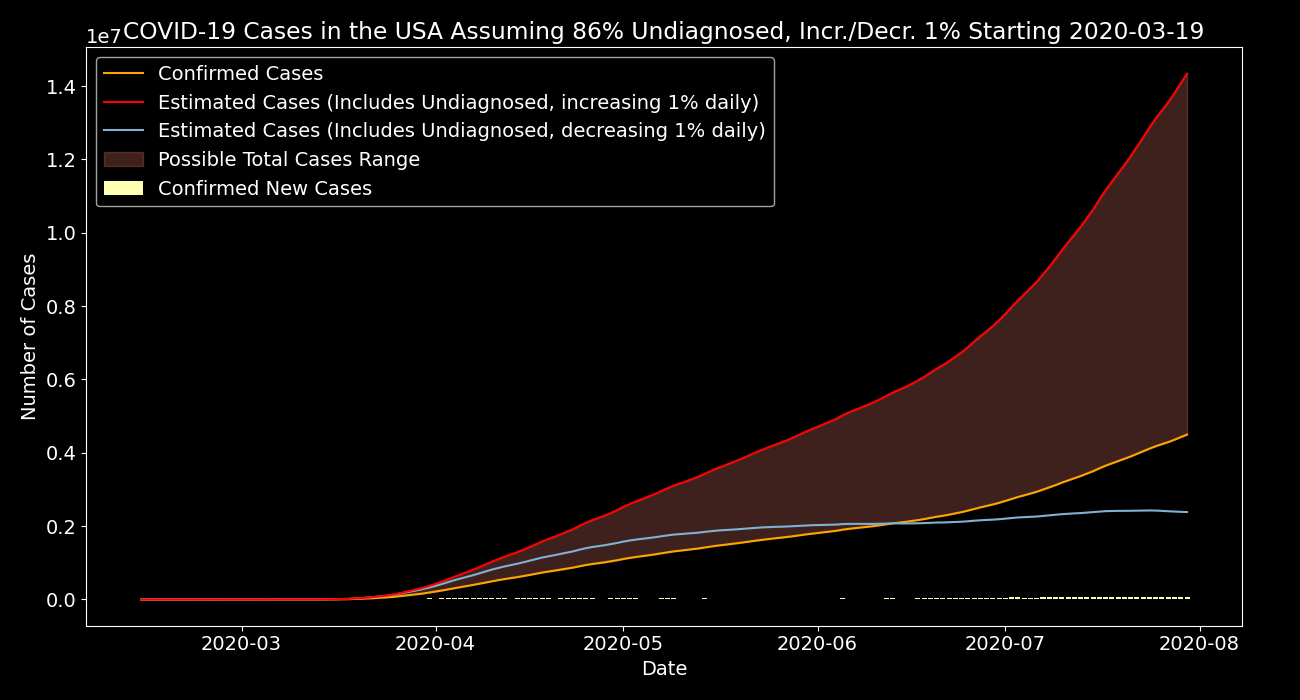 1e7
COVID-19 Cases in the USA Assuming 86% Undiagnosed, Incr./Decr. 1% Starting 2020-03-19
Confirmed Cases
Estimated Cases (Includes Undiagnosed, increasing 1% daily)
Estimated Cases (Includes Undiagnosed, decreasing 1% daily)
Possible Total Cases Range
Confirmed New Cases
Number of Cases
1.4
1.2
1.0
0.8
0.6
0.4
0.2
0.0
2020-03 2020-04 2020-05 2020-06 2020-07 2020-08
Date